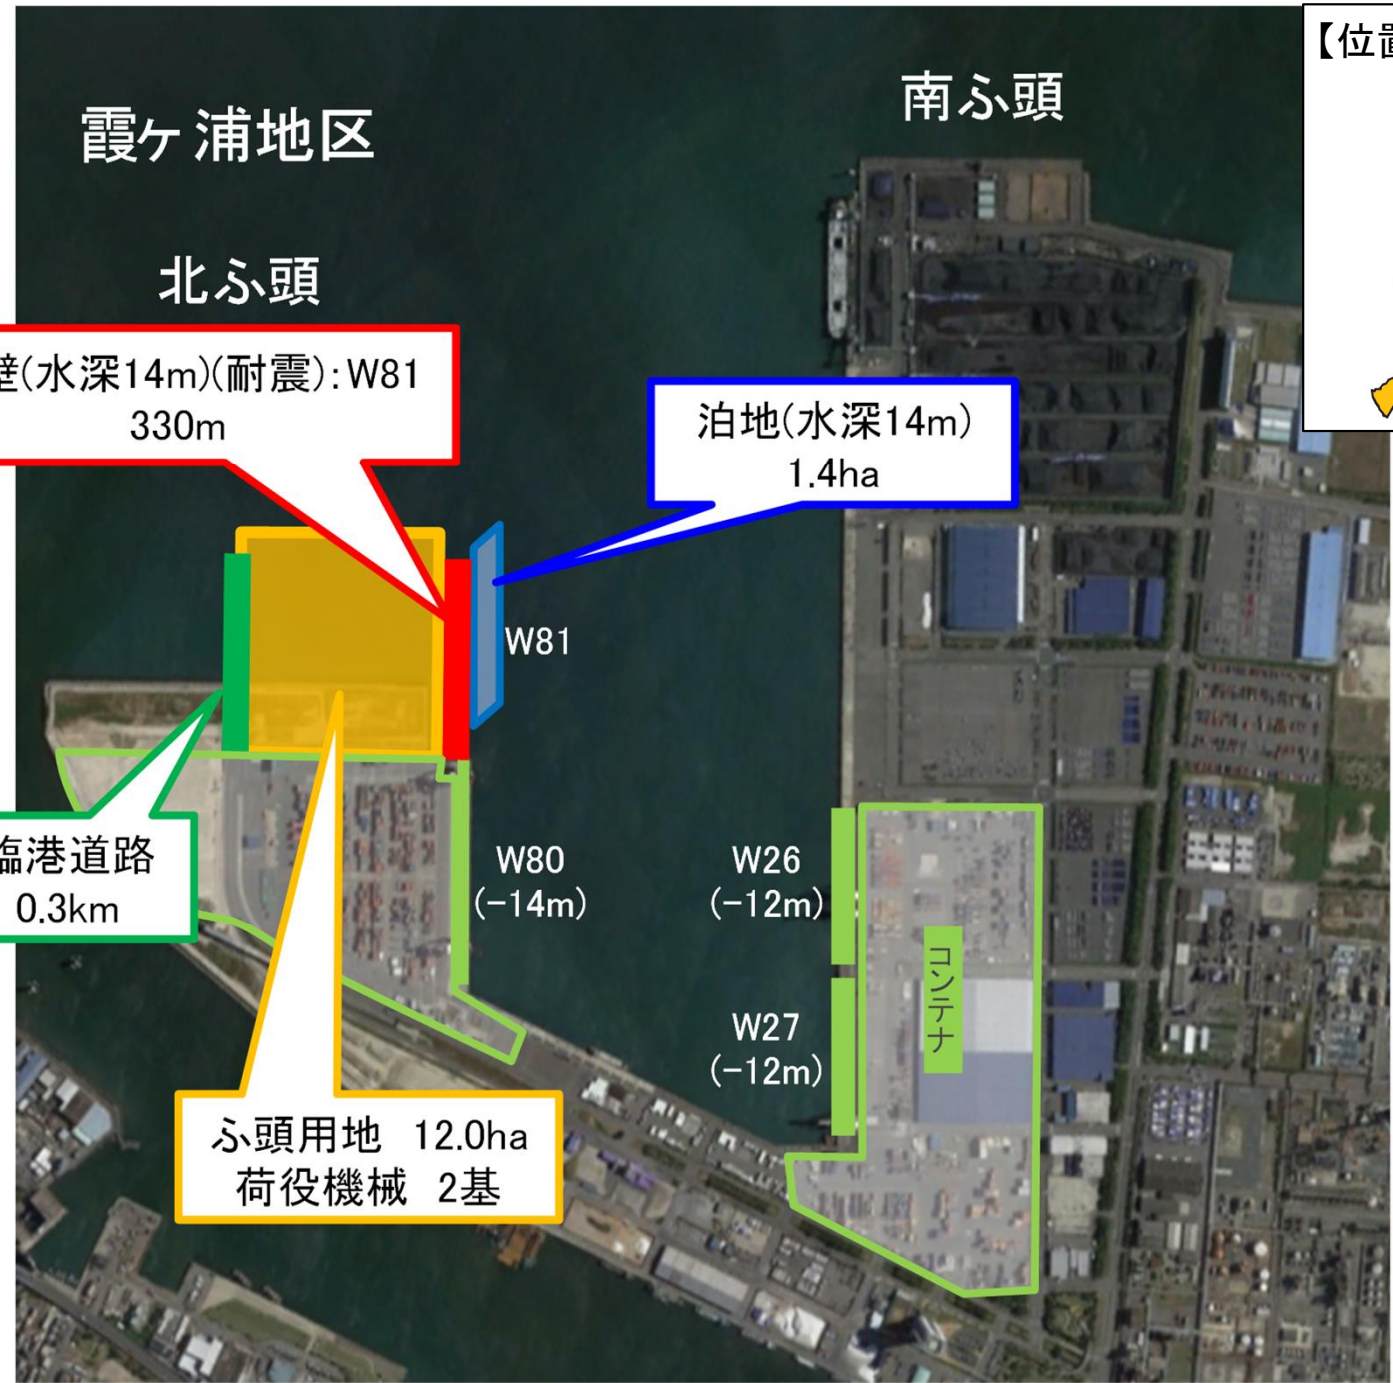 【位置
南ふ頭
霞ヶ浦地区
北ふ頭
壁(水深14m)(耐震):W81
330m
泊地(水深14m)
1.4ha
W81
臨港道路
0.3km
W80
(-14m)
W26
(-12m)
コンテナ
W27
(-12m)
ふ頭用地 12.0ha
荷役機械 2基